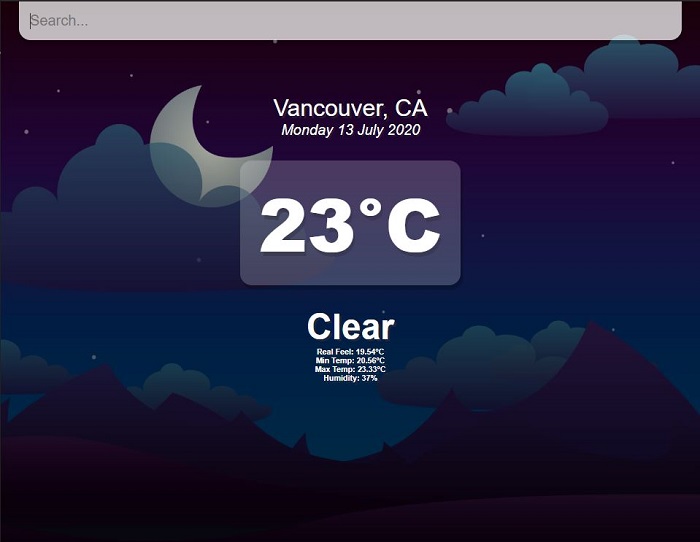 Search...
Vancouver, CA
Monday 13 July 2020
23°C
Clear
Real Feel: 19.54°C
Min Temp: 20.56°C
Max Temp: 23.33°C
Humidity: 37%